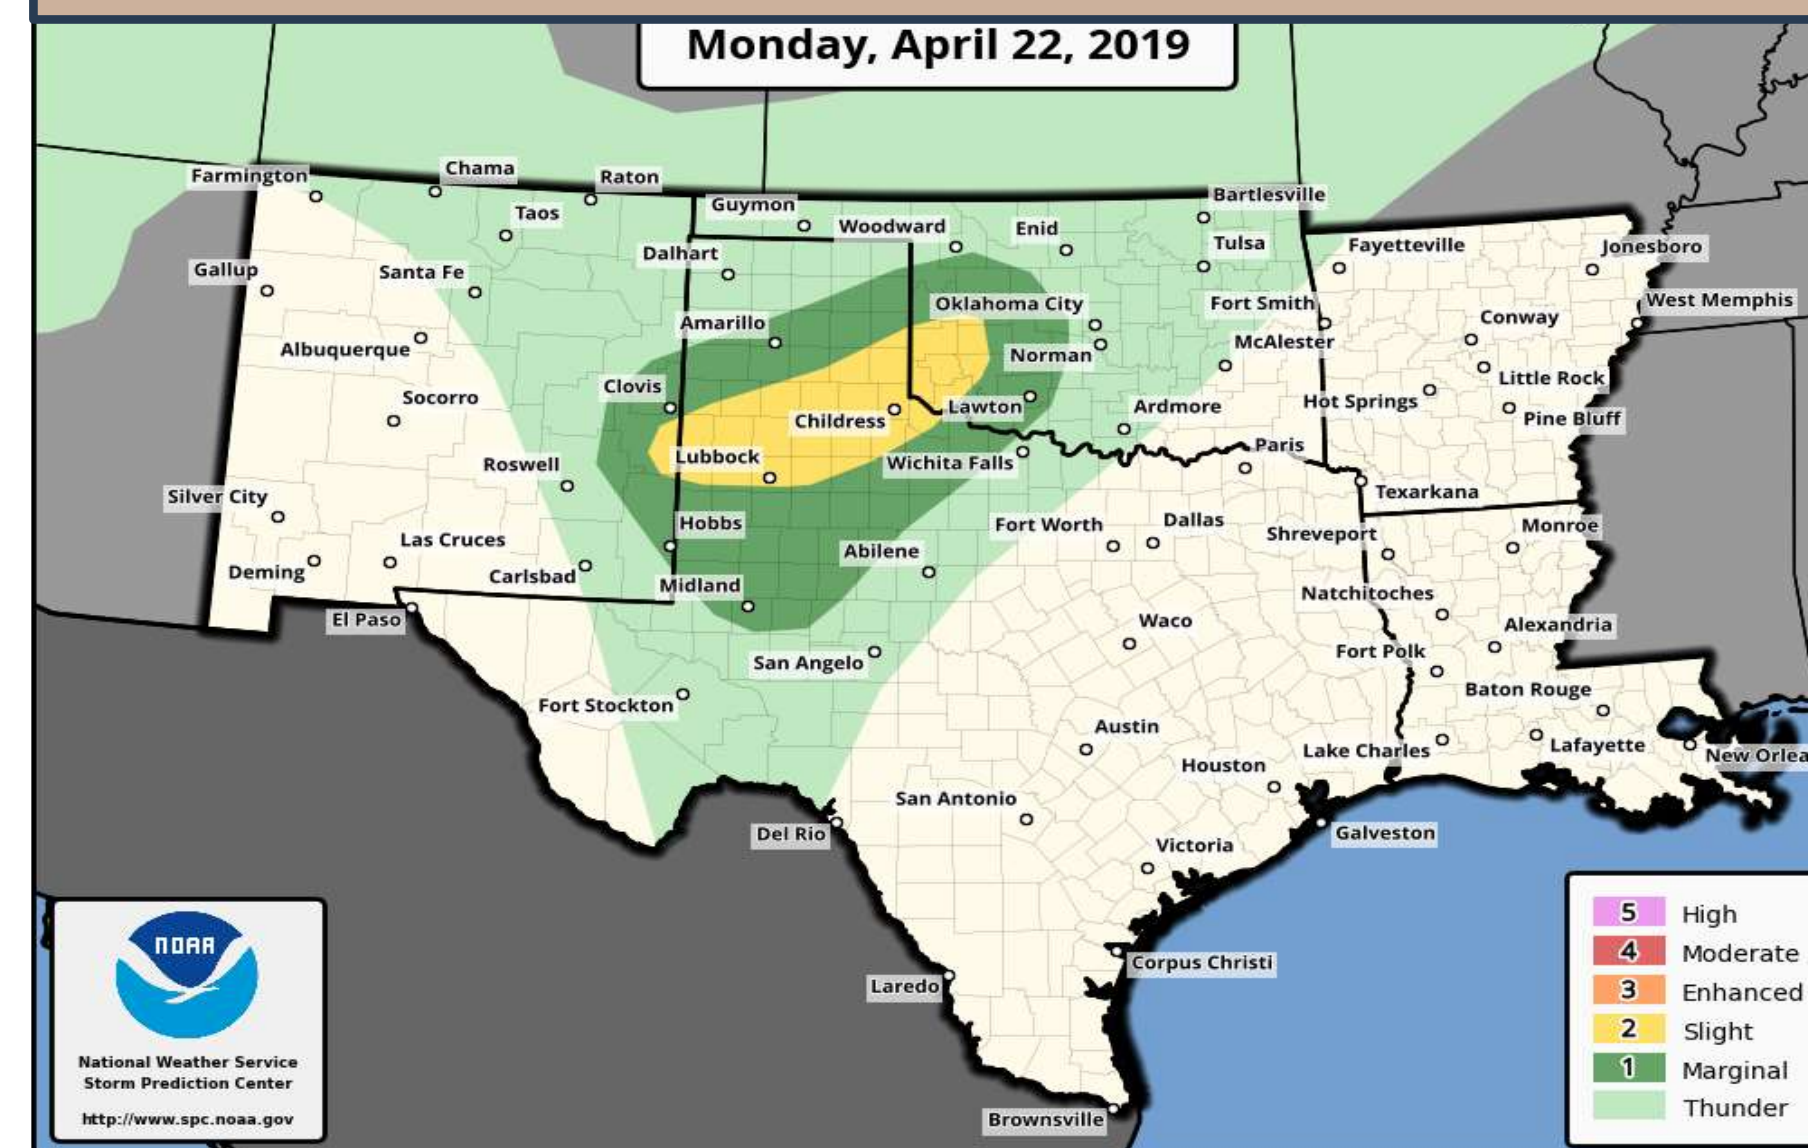 Monday, April 22, 2019
Farmington
Chama
Raton
Taos
Guymon
Woodward
Enid
Bartlesville
Tulsa
Dalhart
Gallup
Santa Fe
Fayetteville
Jonesboro
Oklahoma City
Fort Smith
West Memphis
Amarillo
Conway
Albuquerque
Norman
McAlester
Clovis
Socorro
Childress
Lawton
Ardmore
Hot Springs
Little Rock
Pine Bluff
Roswell
Lubbock
Wichita Falls
Paris
Silver City
Texarkana
Hobbs
Fort Worth
Dallas
Shreveport
Monroe
Las Cruces
Abilene
Deming
Carlsbad
Midland
Natchitoches
El Paso
Waco
Alexandria
San Angelo
Fort Polk
Fort Stockton
Baton Rouge
Austin
Lake Charles
Lafayette
New Orlea
Houston
San Antonio
Del Rio
Galveston
Victoria
Corpus Christi
Laredo
Brownsville
NOAA
National Weather Service
Storm Prediction Center
http://www.spc.noaa.gov
5 High
4 Moderate
3 Enhanced
2 Slight
1 Marginal
Thunder